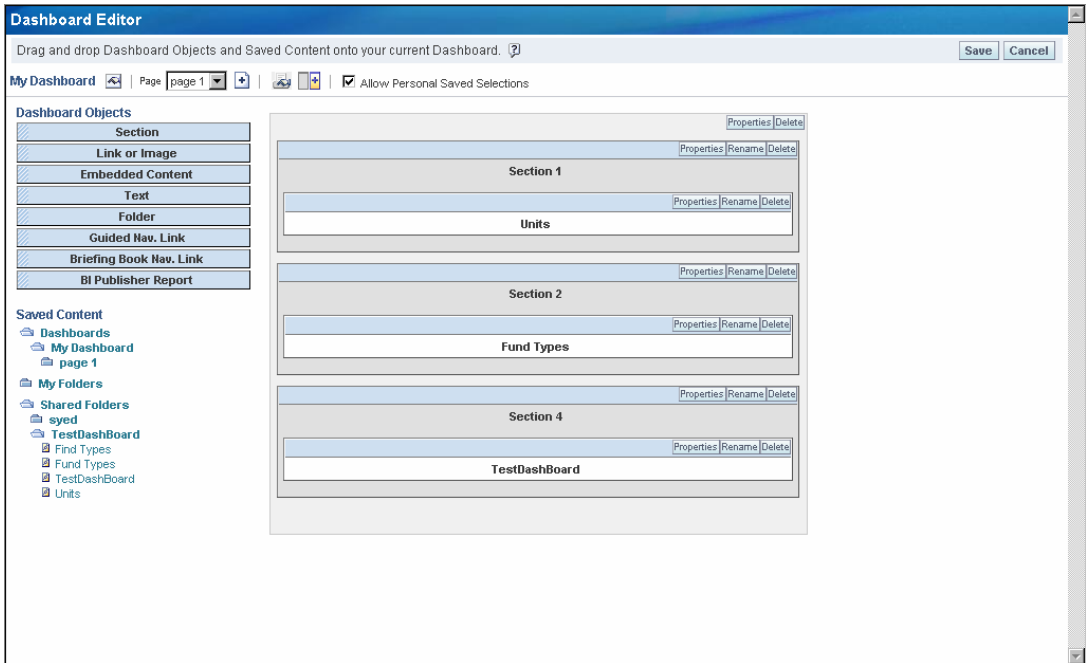 Dashboard Editor
Drag and drop Dashboard Objects and Saved Content onto your current Dashboard. ?
Save Cancel
My Dashboard Page page 1 Allow Personal Saved Selections
Dashboard Objects
Section
Link or Image
Embedded Content
Text
Folder
Guided Nav. Link
Briefing Book Nav. Link
BI Publisher Report
Saved Content
Dashboards
My Dashboard
page 1
My Folders
Shared Folders
syed
TestDashBoard
Find Types
Fund Types
TestDashBoard
Units
Properties Delete
Properties Rename Delete
Section 1
Properties Rename Delete
Units
Properties Rename Delete
Section 2
Properties Rename Delete
Fund Types
Properties Rename Delete
Section 4
Properties Rename Delete
TestDashBoard